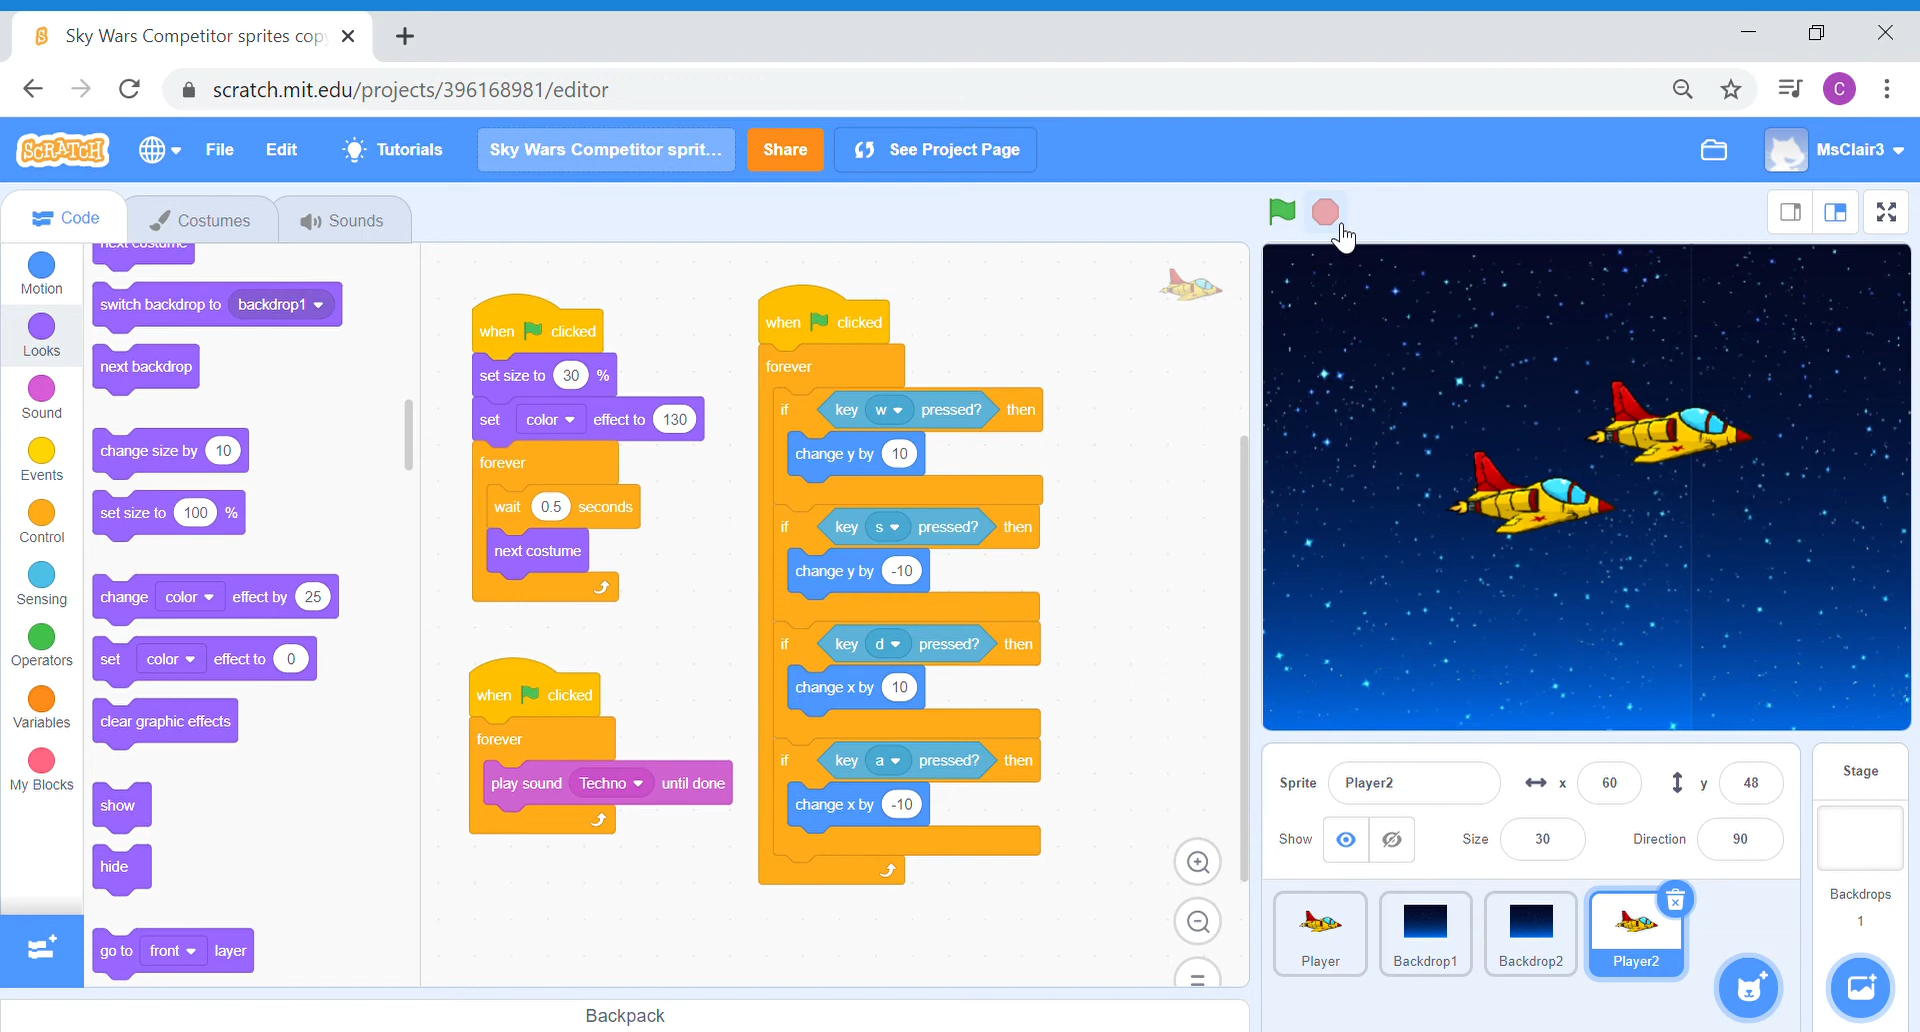 Sky Wars Competitor sprites cop
scratch.mit.edu/projects/396168981/editor
C
SCRATCH
File
Edit
Tutorials
Sky Wars Competitor sprit...
Share
See Project Page
MsClair3
Code
Costumes
Sounds
Motion
Looks
Sound
Events
Control
Sensing
Operators
Variables
My Blocks
next costume
switch backdrop to backdrop1
next backdrop
change size by 10
set size to 100 %
change color effect by 25
set color effect to 0
clear graphic effects
show
hide
go to front layer
when clicked
set size to 30 %
set color effect to 130
forever
wait 0.5 seconds
next costume
when clicked
forever
play sound Techno until done
when clicked
forever
if key w pressed? then
change y by 10
if key s pressed? then
change y by -10
if key d pressed? then
change x by 10
if key a pressed? then
change x by -10
Backpack
Sprite Player2 x 60 y 48
Show Size 30 Direction 90
Player
Backdrop1
Backdrop2
Player2
Stage
Backdrops
1